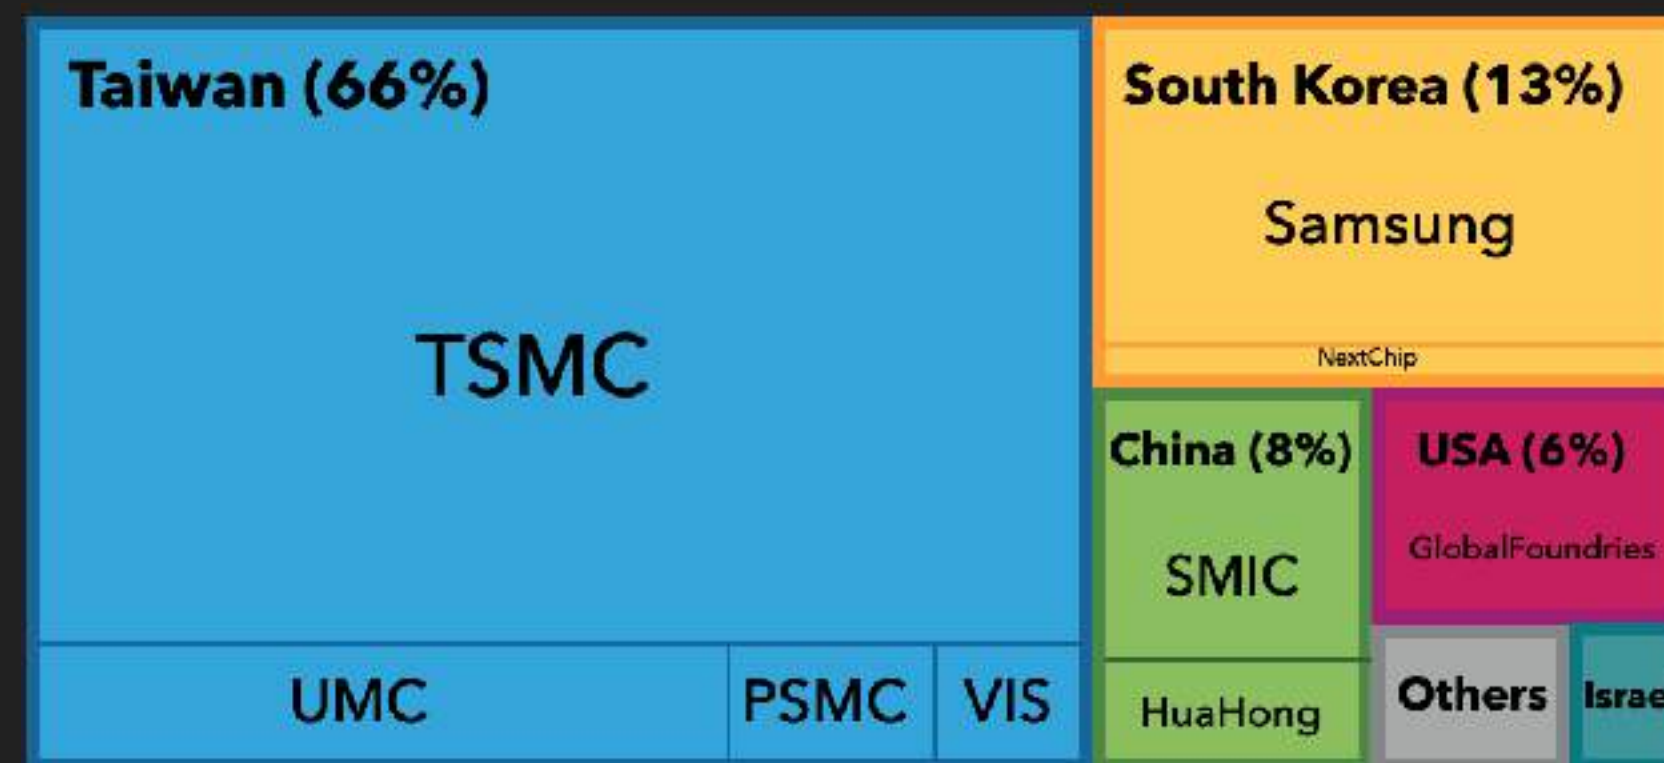 Taiwan (66%)
TSMC
UMC
PSMC
VIS
South Korea (13%)
Samsung
NextChip
China (8%)
SMIC
HuaHong
USA (6%)
GlobalFoundries
Others
Israe